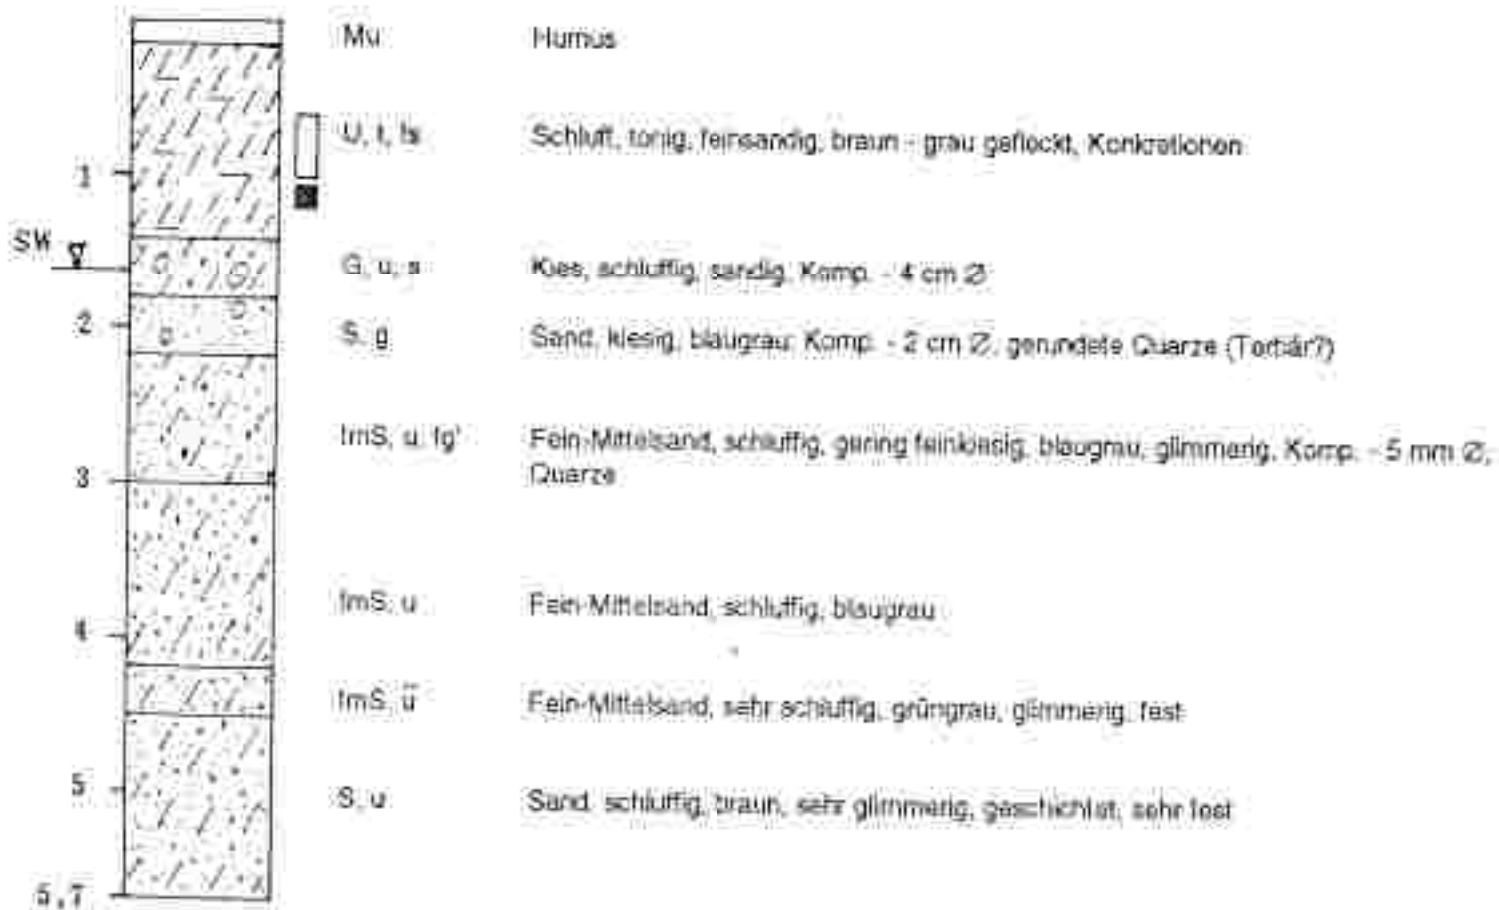 Mu Humus
U, t, fs Schluff, tonig, feinsandig, braun - grau gefleckt, Konkretionen
1
SW
G, u, s Kies, schluffig, sandig, Komp. - 4 cm Ø
2 S, g Sand, kiesig, blaugrau, Komp. - 2 cm Ø, gerundete Quarze (Tertiär?)
fmS, u, fg' Fein-Mittelsand, schluffig, gering feinkiesig, blaugrau, glimmerig, Komp. - 5 mm Ø,
3 Quarze
fmS, u Fein-Mittelsand, schluffig, blaugrau
4
fmS, ü Fein-Mittelsand, sehr schluffig, grüngrau, glimmerig, fest
5 S, u Sand, schluffig, braun, sehr glimmerig, geschichtet, sehr fest
5,7